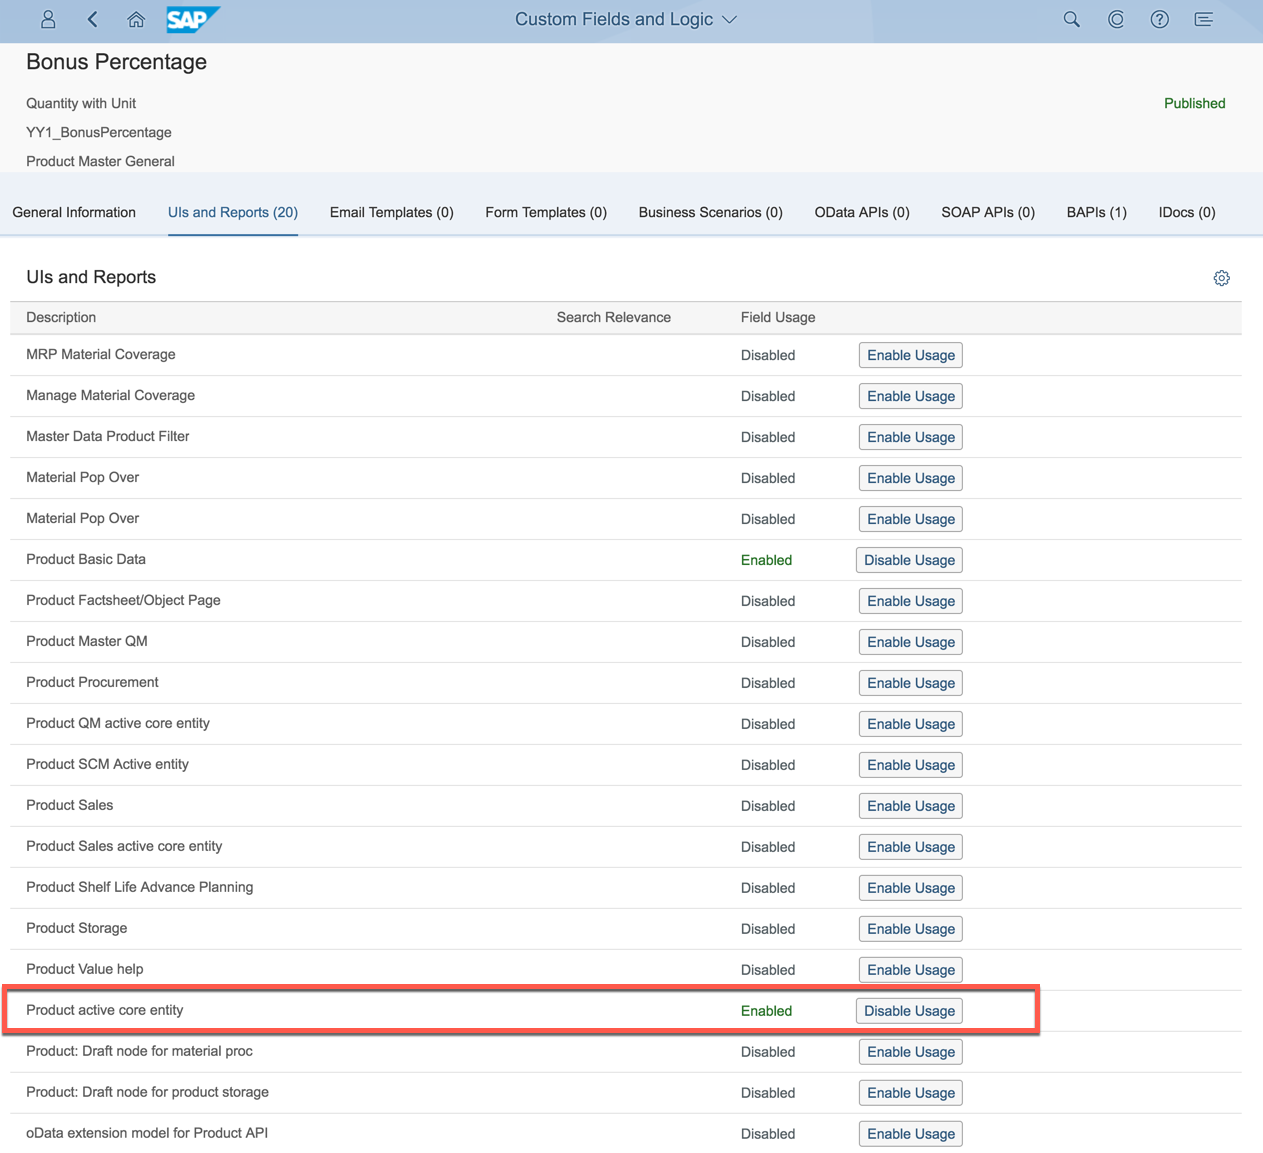 SAP Custom Fields and Logic
Bonus Percentage
Quantity with Unit Published
YY1_BonusPercentage
Product Master General
General Information UIs and Reports (20) Email Templates (0) Form Templates (0) Business Scenarios (0) OData APIs (0) SOAP APIs (0) BAPIs (1) IDocs (0)
UIs and Reports
Description Search Relevance Field Usage
MRP Material Coverage Disabled Enable Usage
Manage Material Coverage Disabled Enable Usage
Master Data Product Filter Disabled Enable Usage
Material Pop Over Disabled Enable Usage
Material Pop Over Disabled Enable Usage
Product Basic Data Enabled Disable Usage
Product Factsheet/Object Page Disabled Enable Usage
Product Master QM Disabled Enable Usage
Product Procurement Disabled Enable Usage
Product QM active core entity Disabled Enable Usage
Product SCM Active entity Disabled Enable Usage
Product Sales Disabled Enable Usage
Product Sales active core entity Disabled Enable Usage
Product Shelf Life Advance Planning Disabled Enable Usage
Product Storage Disabled Enable Usage
Product Value help Disabled Enable Usage
Product active core entity Enabled Disable Usage
Product: Draft node for material proc Disabled Enable Usage
Product: Draft node for product storage Disabled Enable Usage
oData extension model for Product API Disabled Enable Usage